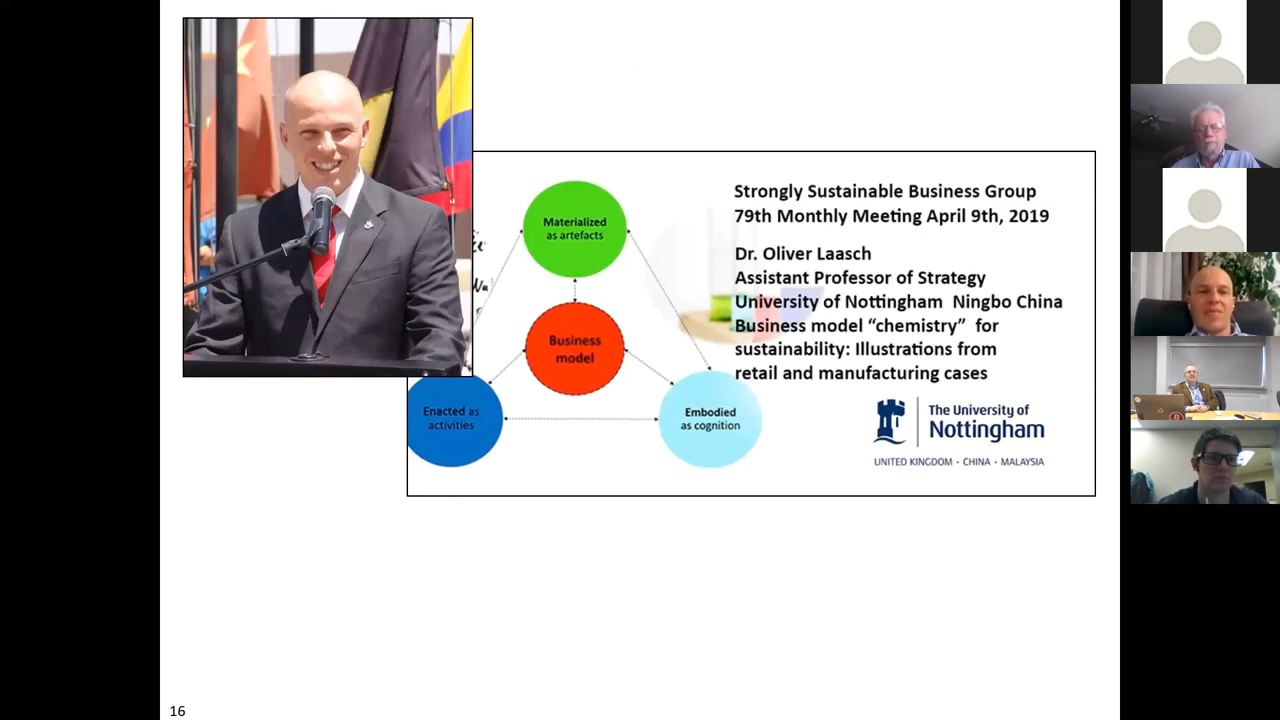 Materialized
as artefacts
Business
model
Enacted as
activities
Embodied
as cognition
Strongly Sustainable Business Group
79th Monthly Meeting April 9th, 2019
Dr. Oliver Laasch
Assistant Professor of Strategy
University of Nottingham Ningbo China
Business model “chemistry” for
sustainability: Illustrations from
retail and manufacturing cases
The University of
Nottingham
UNITED KINGDOM · CHINA · MALAYSIA
16